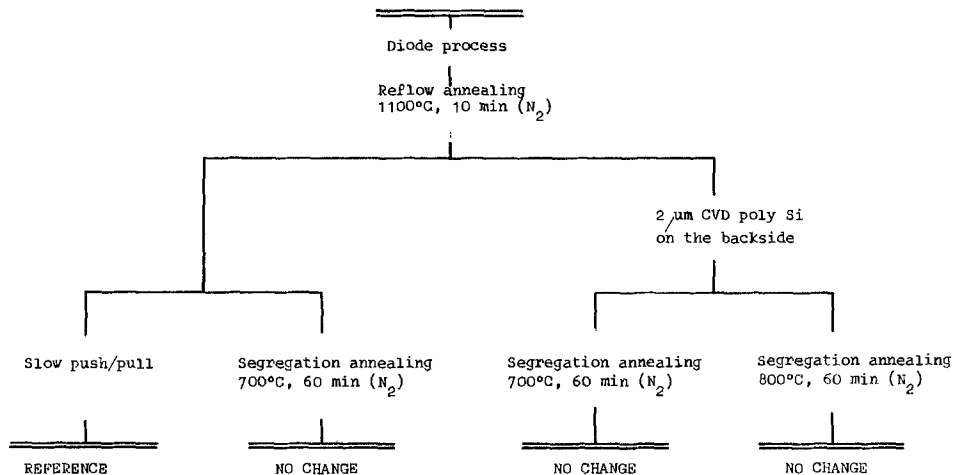 Diode process
Reflow annealing
1100°C, 10 min (N2)
2 µm CVD poly Si
on the backside
Slow push/pull
Segregation annealing
700°C, 60 min (N2)
Segregation annealing
700°C, 60 min (N2)
Segregation annealing
800°C, 60 min (N2)
REFERENCE
NO CHANGE
NO CHANGE
NO CHANGE